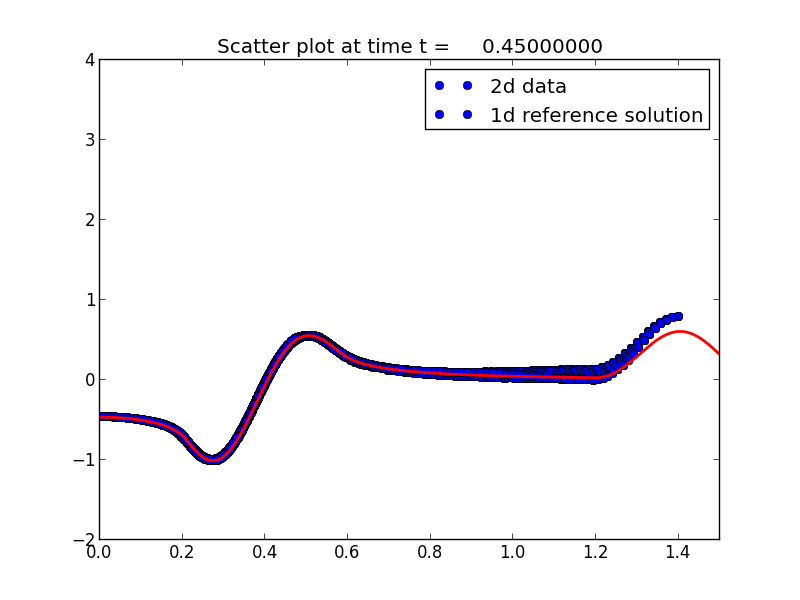 Scatter plot at time t =     0.45000000
2d data
1d reference solution
4
3
2
1
0
−1
−2
0.0 0.2 0.4 0.6 0.8 1.0 1.2 1.4